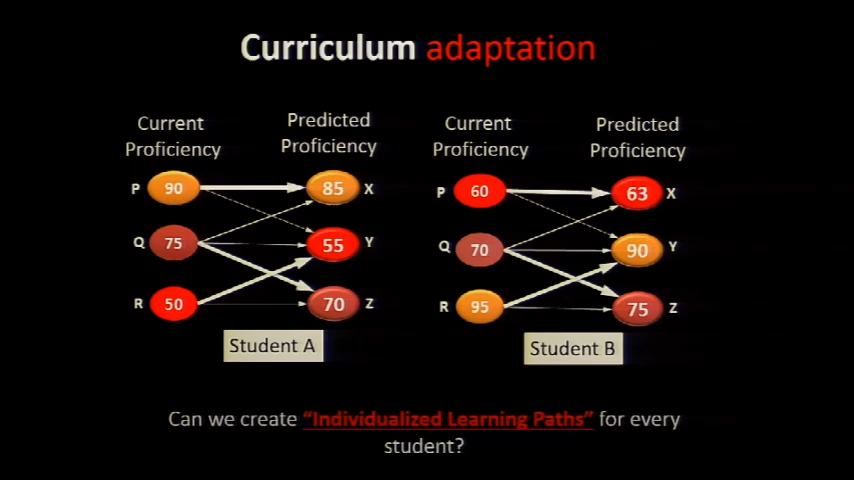 Curriculum adaptation
Current
Proficiency
Predicted
Proficiency
P 90 85 X
Q 75 55 Y
R 50 70 Z
Student A
Current
Proficiency
Predicted
Proficiency
P 60 63 X
Q 70 90 Y
R 95 75 Z
Student B
Can we create “Individualized Learning Paths” for every
student?